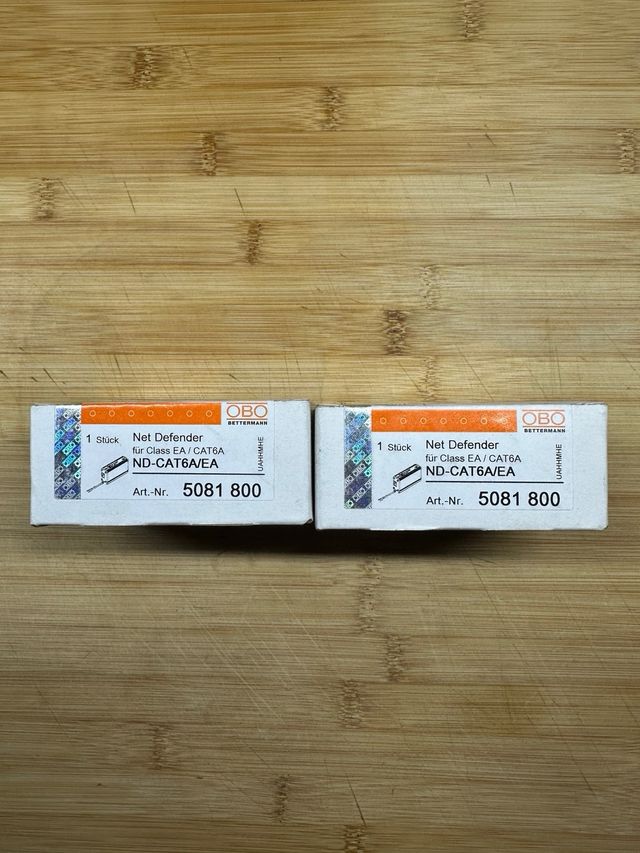 OBO
BETTERMANN
1 Stück
Net Defender
für Class EA / CAT6A
ND-CAT6A/EA
Art.-Nr. 5081 800
UAHHMHE
OBO
BETTERMANN
1 Stück
Net Defender
für Class EA / CAT6A
ND-CAT6A/EA
Art.-Nr. 5081 800
UAHHMHE